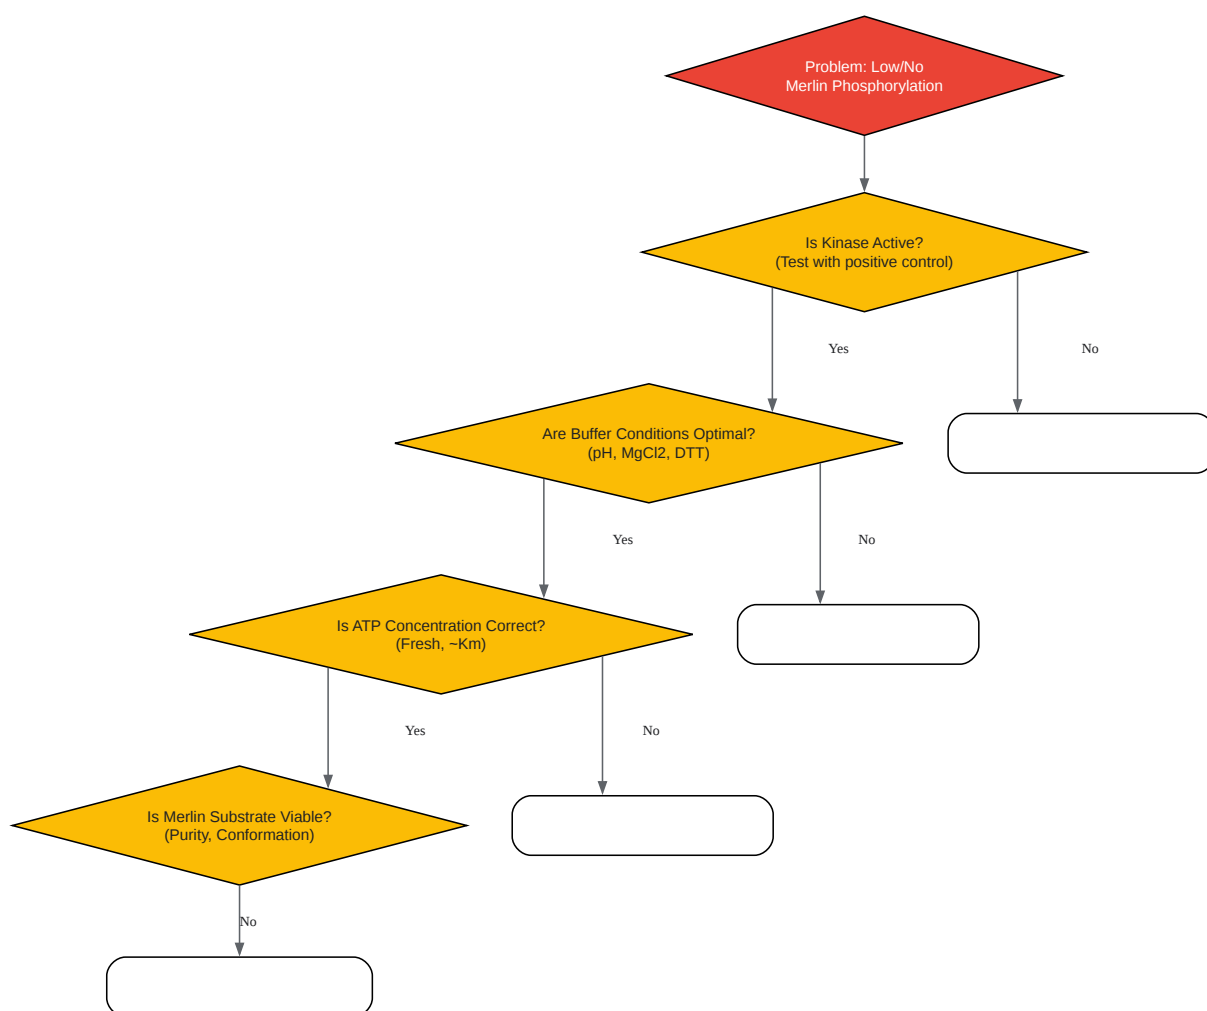 Problem: Low/No
Merlin Phosphorylation
Is Kinase Active?
(Test with positive control)
Yes
No
Are Buffer Conditions Optimal?
(pH, MgCl2, DTT)
Yes
No
Is ATP Concentration Correct?
(Fresh, ~Km)
Yes
No
Is Merlin Substrate Viable?
(Purity, Conformation)
No